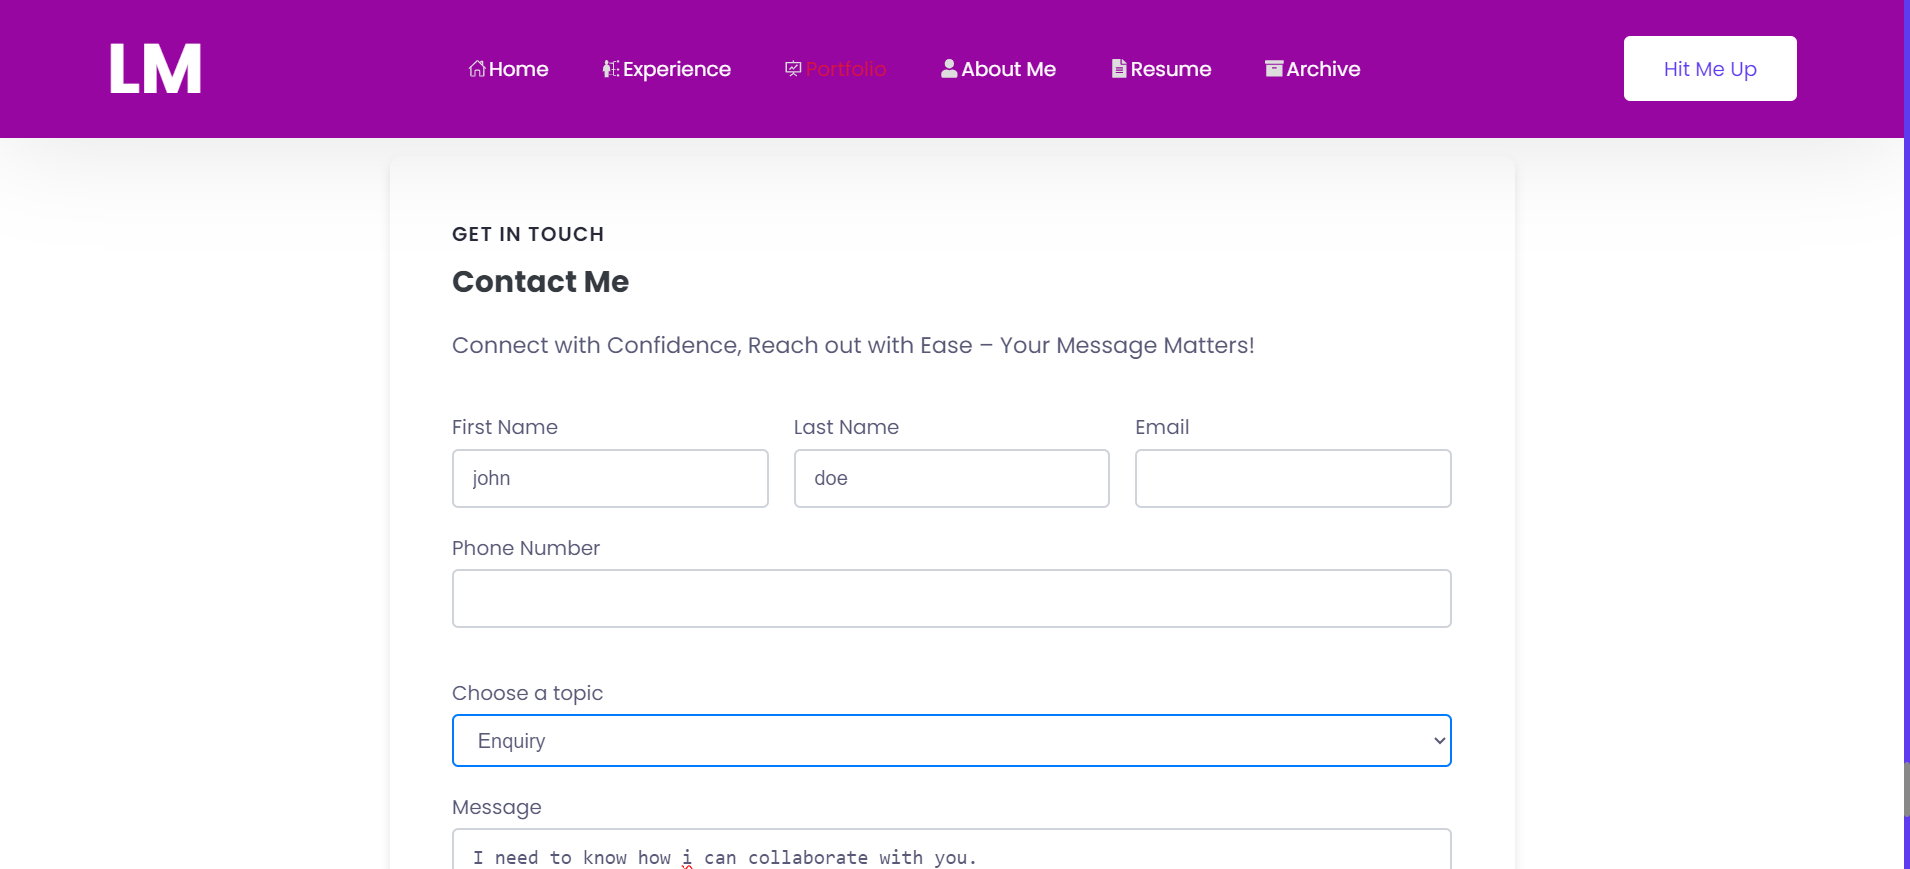 LM
Home Experience Portfolio About Me Resume Archive Hit Me Up
GET IN TOUCH
Contact Me
Connect with Confidence, Reach out with Ease – Your Message Matters!
First Name Last Name Email
john doe
Phone Number
Choose a topic
Enquiry
Message
I need to know how i can collaborate with you.